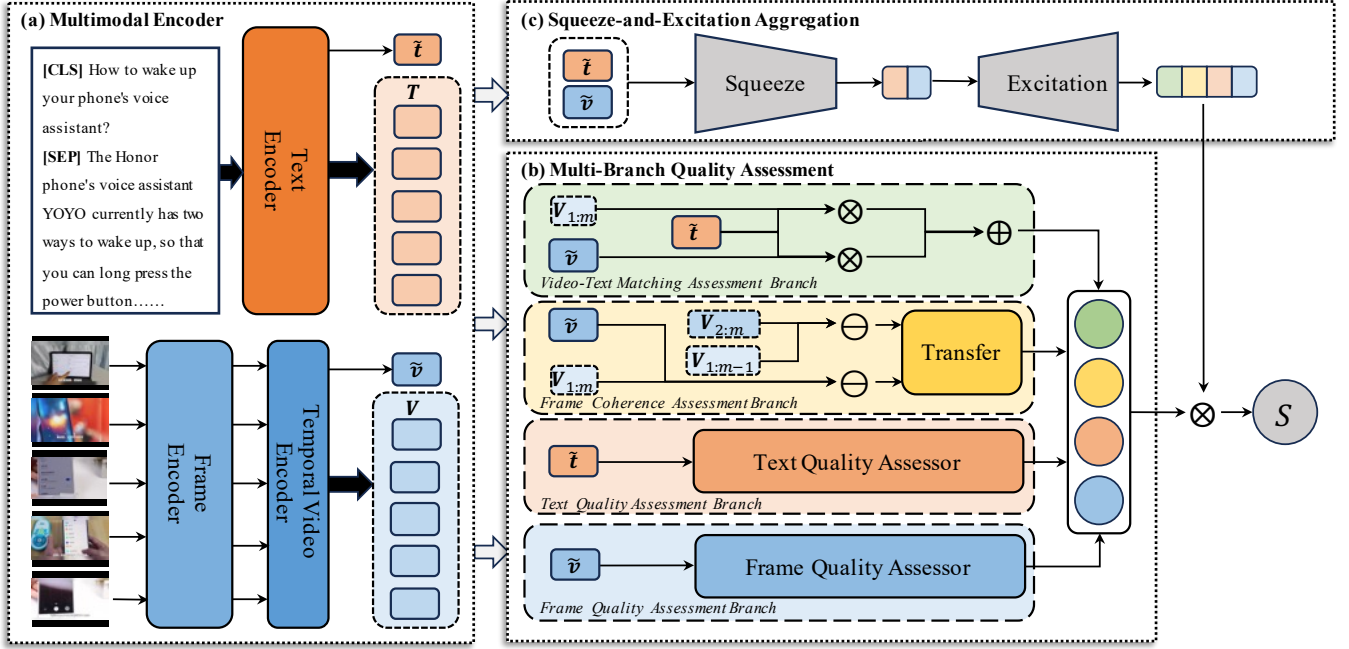 (a) Multimodal Encoder
[CLS] How to wake up
your phone's voice
assistant?
[SEP] The Honor
phone's voice assistant
YOYO currently has two
ways to wake up, so that
you can long press the
power button……
Text
Encoder
t̃
T
Frame
Encoder
Temporal Video
Encoder
ṽ
V
(c) Squeeze-and-Excitation Aggregation
t̃
ṽ
Squeeze
Excitation
(b) Multi-Branch Quality Assessment
V1:m
t̃
ṽ
Video-Text Matching Assessment Branch
ṽ
V2:m
V1:m−1
V1:m
Transfer
Frame Coherence Assessment Branch
t̃
Text Quality Assessor
Text Quality Assessment Branch
ṽ
Frame Quality Assessor
Frame Quality Assessment Branch
S